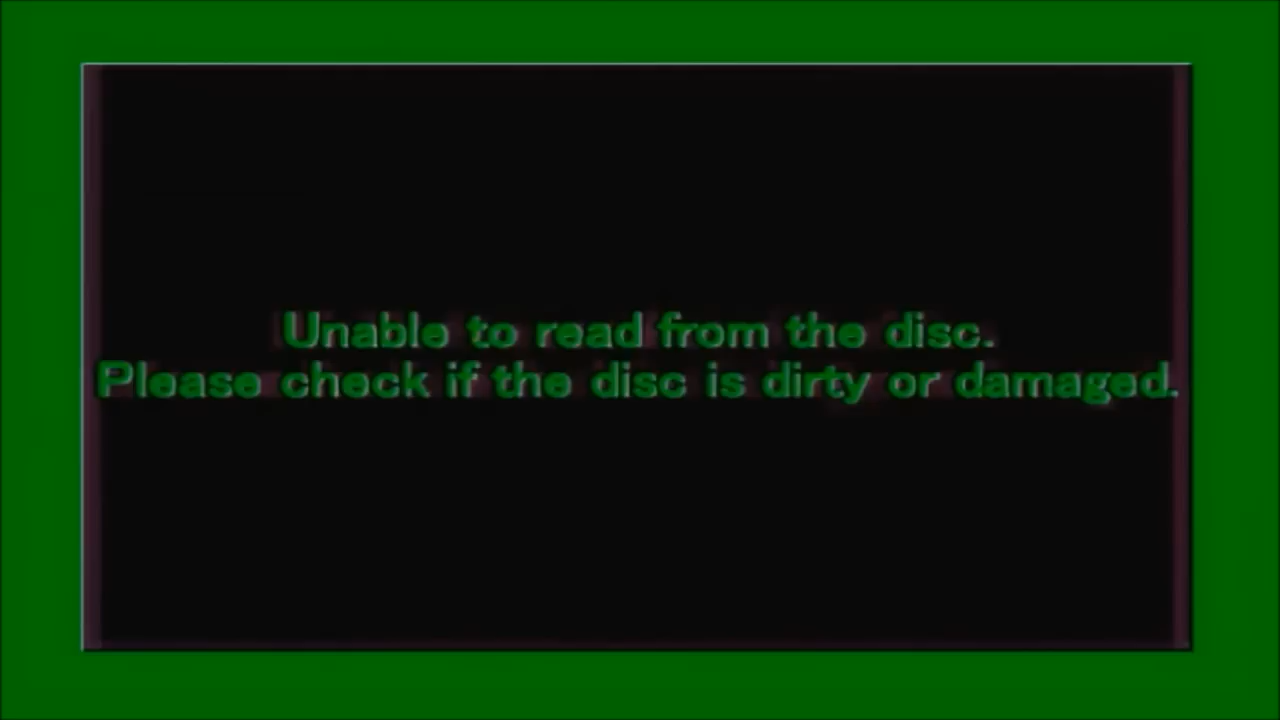 Unable to read from the disc.
Please check if the disc is dirty or damaged.